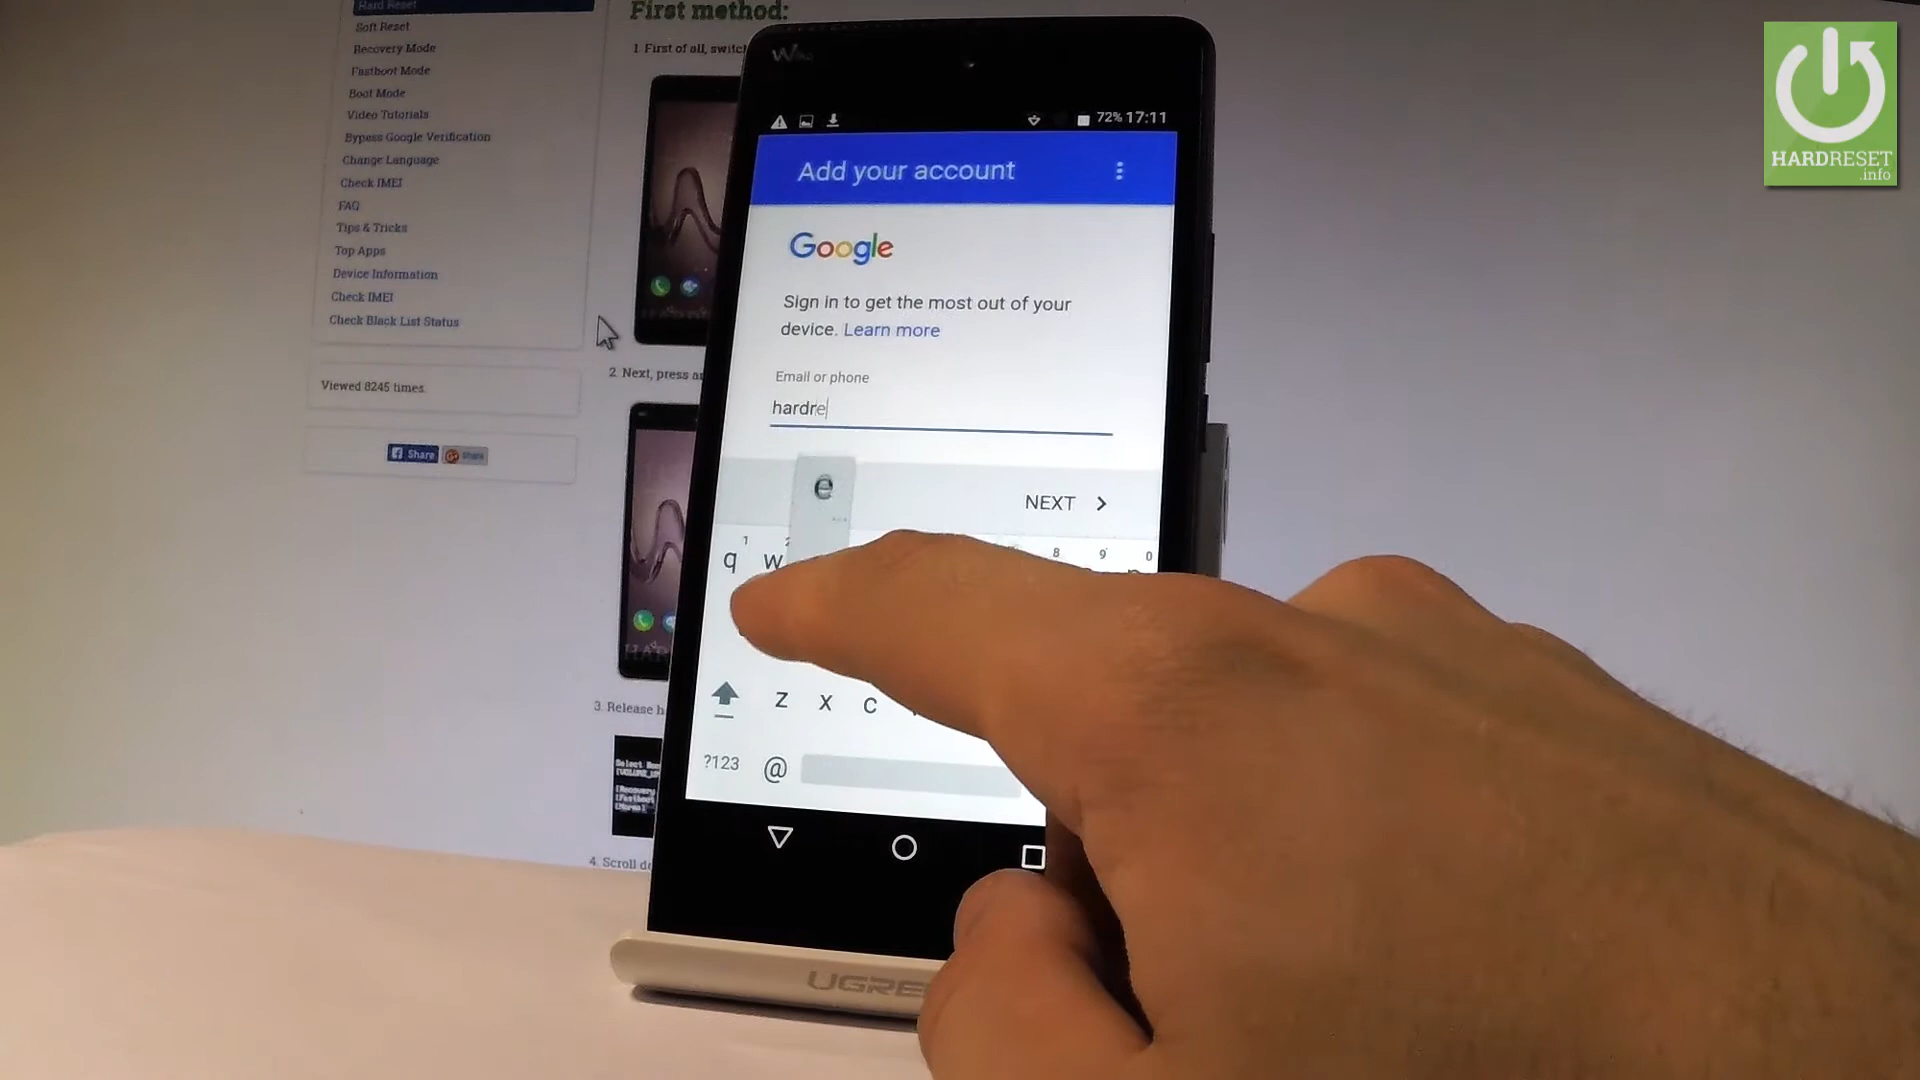 Hard Reset
Soft Reset
Recovery Mode
Fastboot Mode
Boot Mode
Video Tutorials
Bypass Google Verification
Change Language
Check IMEI
FAQ
Tips & Tricks
Top Apps
Device Information
Check IMEI
Check Black List Status
Viewed 8245 times.
Share
Share
First method:
1. First of all, switch
2. Next, press
3. Release
4. Scroll
Wiko
72% 17:11
Add your account
Google
Sign in to get the most out of your
device. Learn more
Email or phone
hardre
e
NEXT
1 2 8 9 0
q w
z x c
?123 @
UGRE
HARDRESET
.info